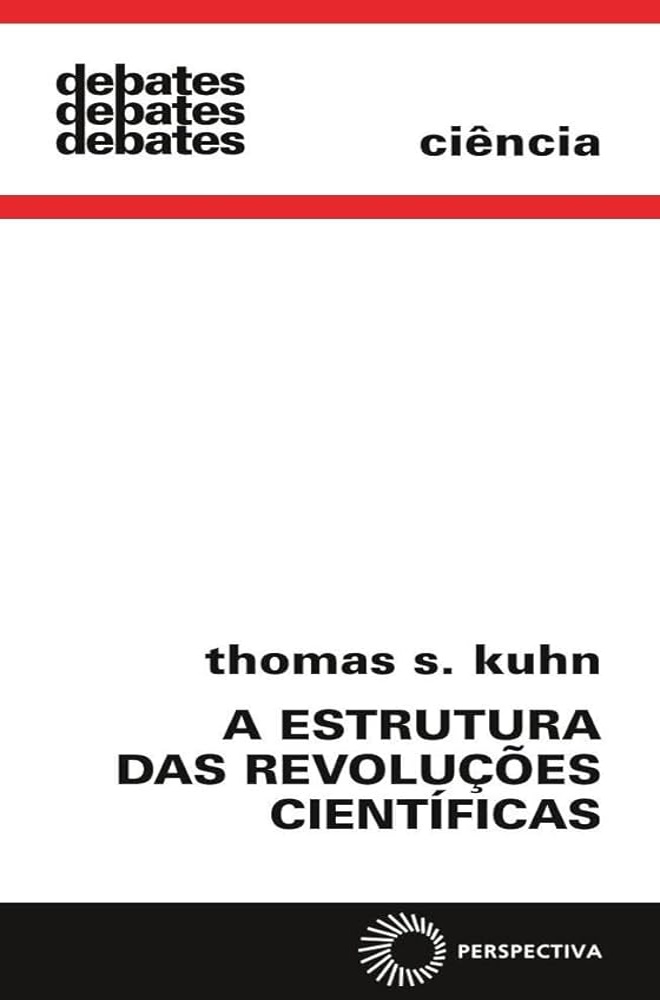 debates
debates
debates
ciência
thomas s. kuhn
A ESTRUTURA
DAS REVOLUÇÕES
CIENTÍFICAS
PERSPECTIVA